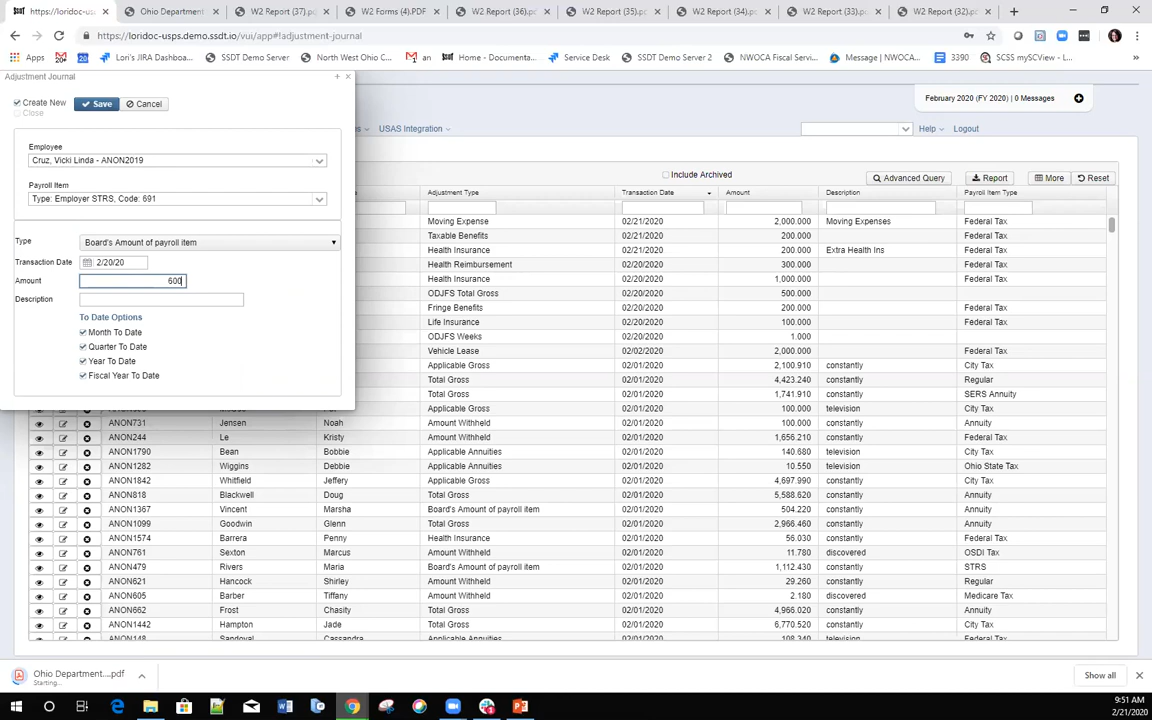 https://loridoc-us
Ohio Department
W2 Report (37).pdf
W2 Forms (4).PDF
W2 Report (36).pdf
W2 Report (35).pdf
W2 Report (34).pdf
W2 Report (33).pdf
W2 Report (32).pdf
https://loridoc-usps.demo.ssdt.io/vui/app#!adjustment-journal
Apps
Lori's JIRA Dashboard
SSDT Demo Server
North West Ohio C...
an
Home - Documenta...
Service Desk
SSDT Demo Server 2
NWOCA Fiscal Serv...
Message, | NWOCA...
3390
SCSS mySCView -...
Adjustment Journal
February 2020 (FY 2020) | 0 Messages
Create New
Save
Cancel
Close
USAS Integration
Help
Logout
Employee
Cruz, Vicki Linda - ANON2019
Payroll Item
Type: Employer STRS, Code: 691
Type
Board's Amount of payroll item
Transaction Date
2/20/20
Amount
600
Description
To Date Options
Month To Date
Quarter To Date
Year To Date
Fiscal Year To Date
Include Archived
Advanced Query
Report
More
Reset
Adjustment Type Transaction Date Amount Description Payroll Item Type
Moving Expense 02/21/2020 2,000.000 Moving Expenses Federal Tax
Taxable Benefits 02/21/2020 200.000 Federal Tax
Health Insurance 02/21/2020 200.000 Extra Health Ins Federal Tax
Health Reimbursement 02/20/2020 300.000 Federal Tax
Health Insurance 02/20/2020 1,000.000 Federal Tax
ODJFS Total Gross 02/20/2020 500.000
Fringe Benefits 02/20/2020 200.000 Federal Tax
Life Insurance 02/20/2020 100.000 Federal Tax
ODJFS Weeks 02/20/2020 1.000
Vehicle Lease 02/02/2020 2,000.000 Federal Tax
Applicable Gross 02/01/2020 2,100.910 constantly City Tax
Total Gross 02/01/2020 4,423.240 constantly Regular
Total Gross 02/01/2020 1,741.910 constantly SERS Annuity
Applicable Gross 02/01/2020 100.000 television City Tax
ANON731 Jensen Noah Amount Withheld 02/01/2020 100.000 constantly Annuity
ANON244 Le Kristy Amount Withheld 02/01/2020 1,656.210 constantly Federal Tax
ANON1790 Bean Bobbie Applicable Annuities 02/01/2020 140.680 television City Tax
ANON1282 Wiggins Debbie Applicable Annuities 02/01/2020 10.550 television Ohio State Tax
ANON1842 Whitfield Jeffery Applicable Gross 02/01/2020 4,697.990 constantly City Tax
ANON818 Blackwell Doug Total Gross 02/01/2020 5,588.620 constantly Annuity
ANON1367 Vincent Marsha Board's Amount of payroll item 02/01/2020 504.220 constantly Annuity
ANON1099 Goodwin Glenn Total Gross 02/01/2020 2,966.460 constantly Annuity
ANON1574 Barrera Penny Health Insurance 02/01/2020 56.030 constantly Federal Tax
ANON761 Sexton Marcus Amount Withheld 02/01/2020 11.780 discovered OSDI Tax
ANON479 Rivers Maria Board's Amount of payroll item 02/01/2020 1,112.430 constantly STRS
ANON621 Hancock Shirley Amount Withheld 02/01/2020 29.260 constantly Regular
ANON605 Barber Tiffany Amount Withheld 02/01/2020 2.180 discovered Medicare Tax
ANON662 Frost Chasity Total Gross 02/01/2020 4,966.020 constantly Annuity
ANON1442 Hampton Jade Total Gross 02/01/2020 6,770.520 constantly Annuity
ANON148 Sandoval Cassandra Applicable Annuities 02/01/2020 108.340 television City Tax
Ohio Department....pdf
Starting...
Show all
9:51 AM
2/21/2020